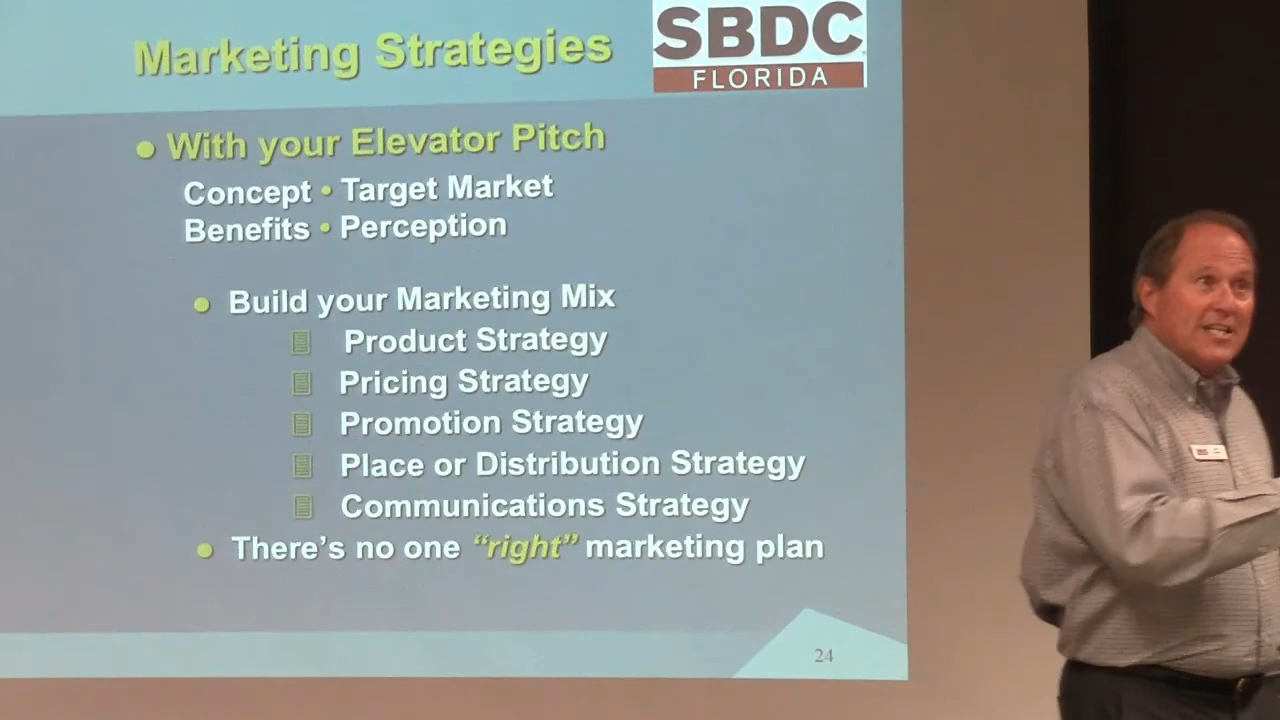 Marketing Strategies
SBDC
FLORIDA
• With your Elevator Pitch
Concept • Target Market
Benefits • Perception
• Build your Marketing Mix
Product Strategy
Pricing Strategy
Promotion Strategy
Place or Distribution Strategy
Communications Strategy
• There's no one “right” marketing plan
24